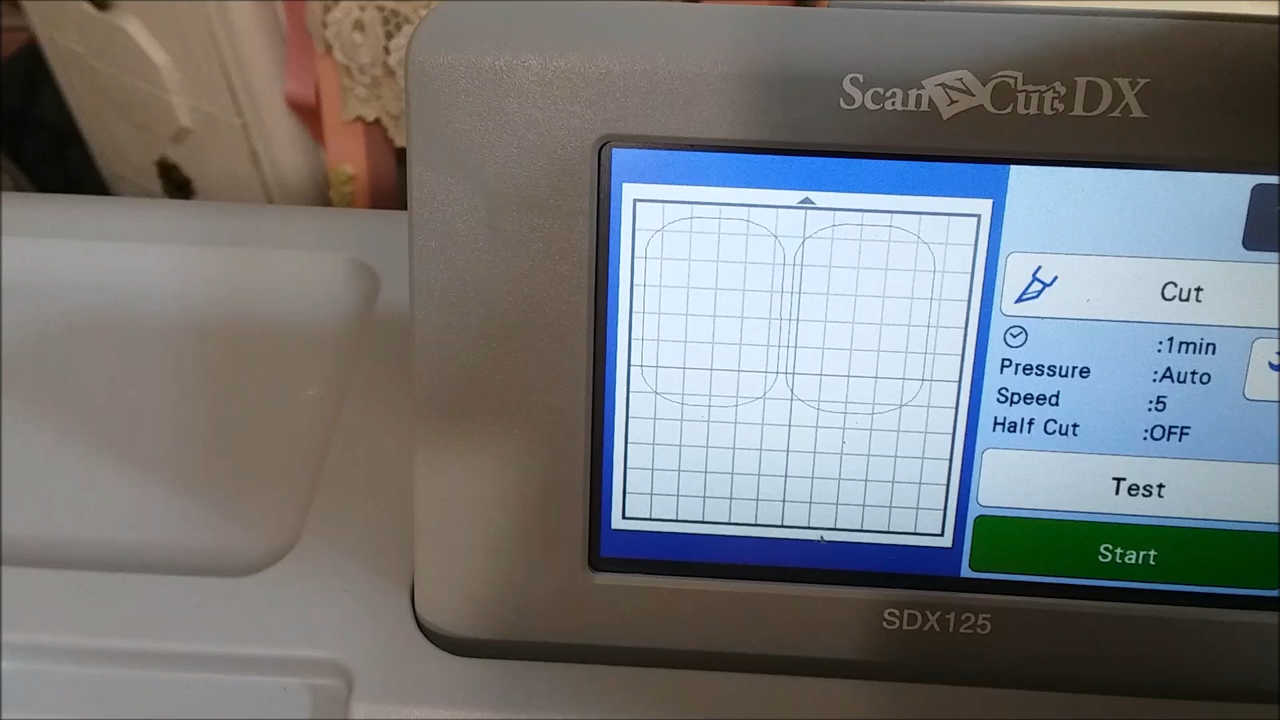 ScanNCut DX
Cut
:1min
Pressure :Auto
Speed :5
Half Cut :OFF
Test
Start
SDX125